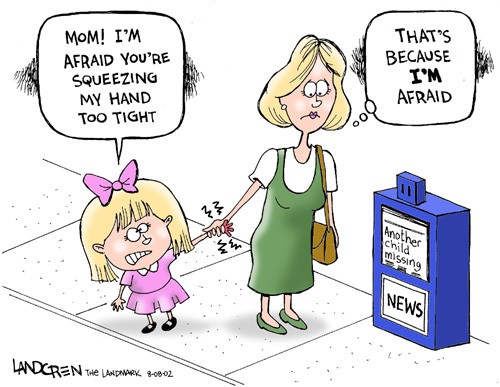 MOM! I'M
AFRAID YOU'RE
SQUEEZING
MY HAND
TOO TIGHT
THAT'S
BECAUSE
I'M
AFRAID
Another
child
missing
NEWS
LANDGREN THE LANDMARK 8-08-02